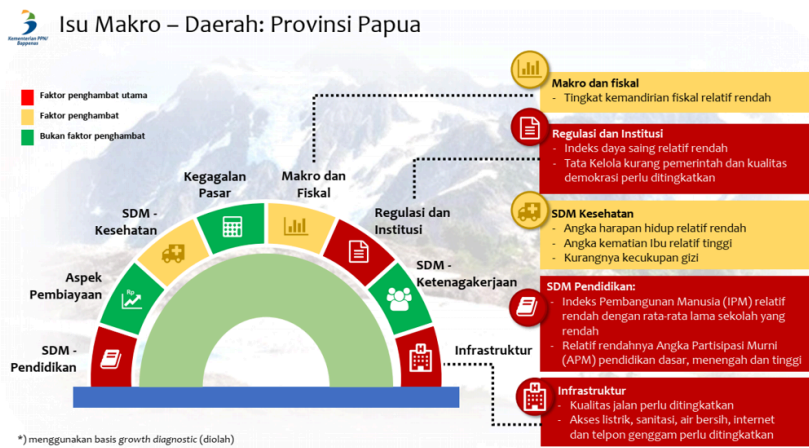 Kementerian PPN/
Bappenas
Isu Makro – Daerah: Provinsi Papua
Faktor penghambat utama
Faktor penghambat
Bukan faktor penghambat
SDM -
Pendidikan
Aspek
Pembiayaan
Rp
SDM -
Kesehatan
Kegagalan
Pasar
Makro dan
Fiskal
Regulasi dan
Institusi
SDM -
Ketenagakerjaan
Infrastruktur
H
Makro dan fiskal
- Tingkat kemandirian fiskal relatif rendah
Regulasi dan Institusi
- Indeks daya saing relatif rendah
- Tata Kelola kurang pemerintah dan kualitas
demokrasi perlu ditingkatkan
SDM Kesehatan
- Angka harapan hidup relatif rendah
- Angka kematian Ibu relatif tinggi
- Kurangnya kecukupan gizi
SDM Pendidikan:
- Indeks Pembangunan Manusia (IPM) relatif
rendah dengan rata-rata lama sekolah yang
rendah
- Relatif rendahnya Angka Partisipasi Murni
(APM) pendidikan dasar, menengah dan tinggi
H
Infrastruktur
- Kualitas jalan perlu ditingkatkan
- Akses listrik, sanitasi, air bersih, internet
dan telpon genggam perlu ditingkatkan
*) menggunakan basis growth diagnostic (diolah)